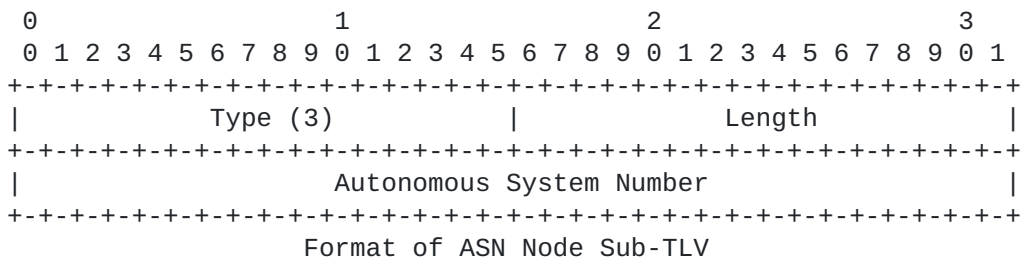 0                   1                   2                   3
 0 1 2 3 4 5 6 7 8 9 0 1 2 3 4 5 6 7 8 9 0 1 2 3 4 5 6 7 8 9 0 1
+-+-+-+-+-+-+-+-+-+-+-+-+-+-+-+-+-+-+-+-+-+-+-+-+-+-+-+-+-+-+-+-+
|            Type (3)           |             Length            |
+-+-+-+-+-+-+-+-+-+-+-+-+-+-+-+-+-+-+-+-+-+-+-+-+-+-+-+-+-+-+-+-+
|                    Autonomous System Number                   |
+-+-+-+-+-+-+-+-+-+-+-+-+-+-+-+-+-+-+-+-+-+-+-+-+-+-+-+-+-+-+-+-+
                   Format of ASN Node Sub-TLV